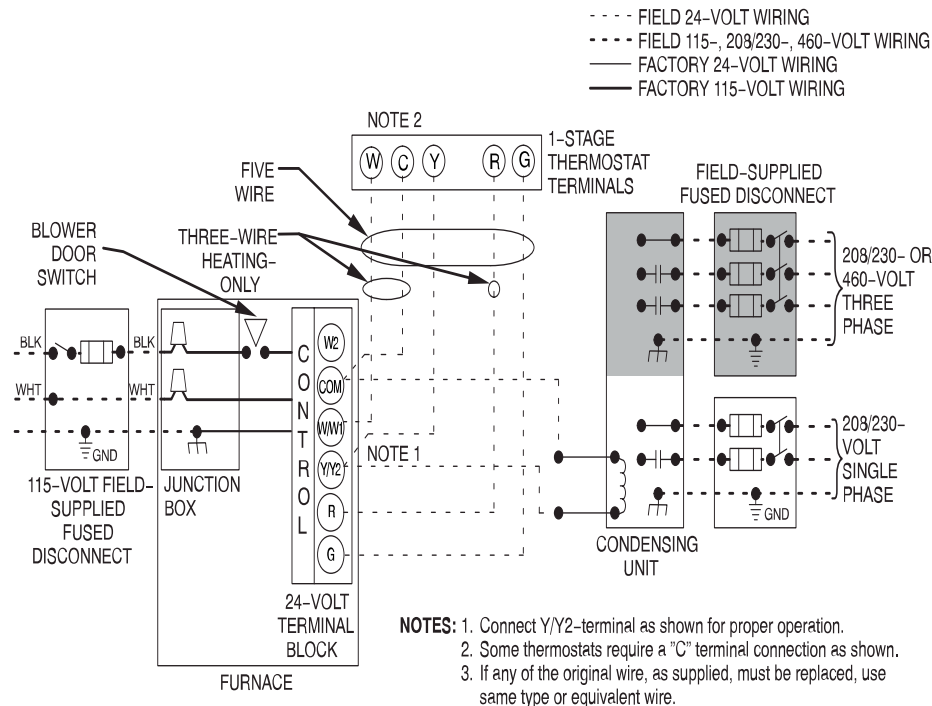 FIELD 24-VOLT WIRING
FIELD 115-, 208/230-, 460-VOLT WIRING
FACTORY 24-VOLT WIRING
FACTORY 115-VOLT WIRING
NOTE 2
W C Y R G
1-STAGE
THERMOSTAT
TERMINALS
FIVE
WIRE
BLOWER
DOOR
SWITCH
THREE-WIRE
HEATING-
ONLY
FIELD-SUPPLIED
FUSED DISCONNECT
208/230- OR
460-VOLT
THREE
PHASE
BLK
BLK
WHT
WHT
GND
C
O
N
T
R
O
L
W2
COM
W/W1
Y/Y2
R
G
NOTE 1
115-VOLT FIELD-
SUPPLIED
FUSED
DISCONNECT
JUNCTION
BOX
24-VOLT
TERMINAL
BLOCK
FURNACE
208/230-
VOLT
SINGLE
PHASE
GND
CONDENSING
UNIT
NOTES: 1. Connect Y/Y2-terminal as shown for proper operation.
2. Some thermostats require a "C" terminal connection as shown.
3. If any of the original wire, as supplied, must be replaced, use
same type or equivalent wire.